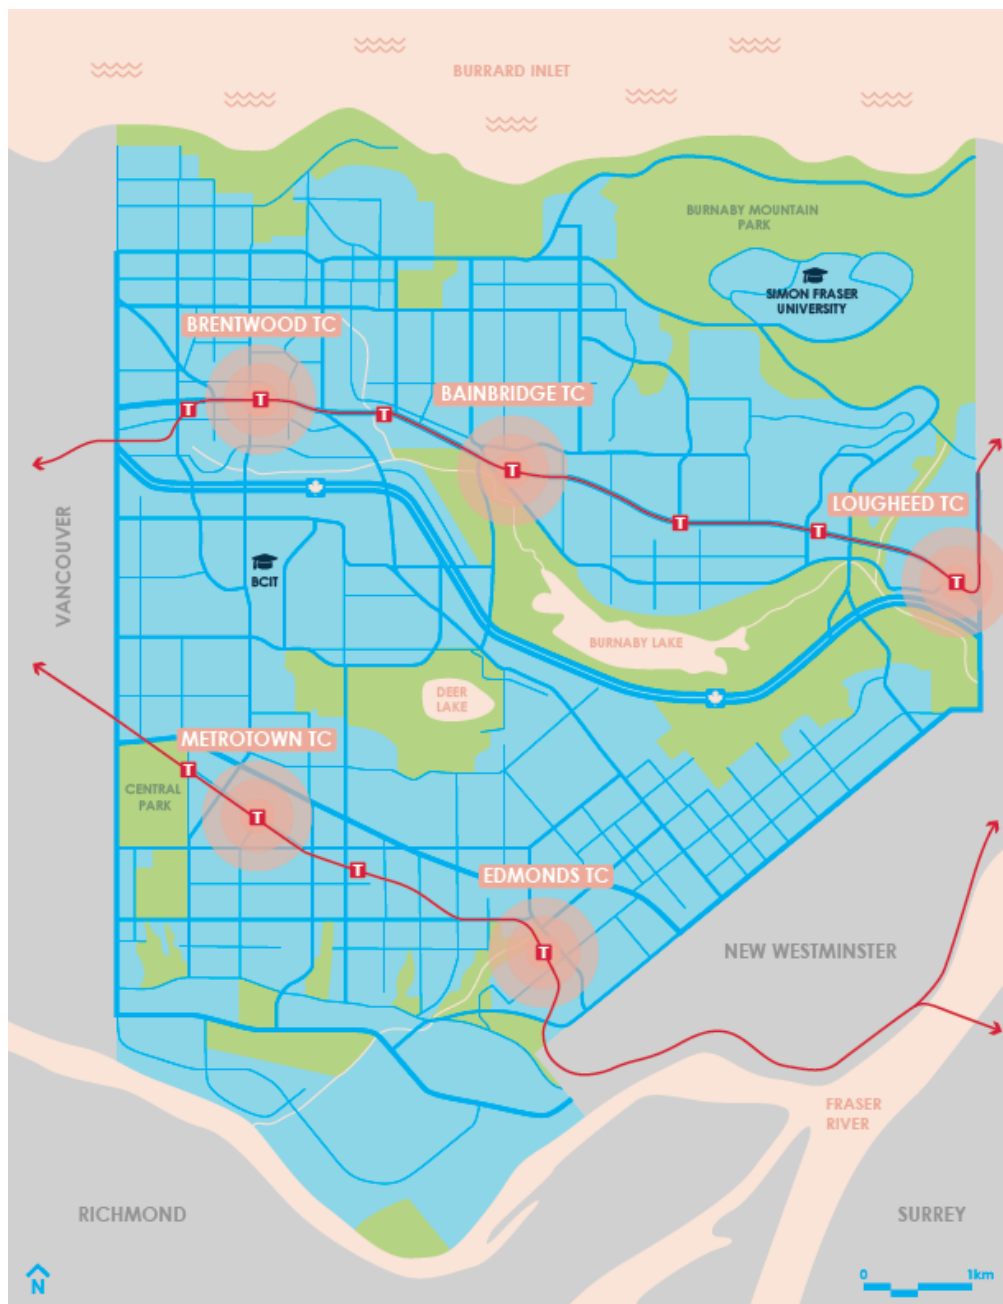 BURRARD INLET
BURNABY MOUNTAIN
PARK
SIMON FRASER
UNIVERSITY
BRENTWOOD TC
T
T
T
BAINBRIDGE TC
T
T
T
LOUGHEED TC
T
VANCOUVER
BCIT
BURNABY LAKE
DEER
LAKE
METROTOWN TC
T
CENTRAL
PARK
T
T
EDMONDS TC
T
NEW WESTMINSTER
FRASER
RIVER
RICHMOND
SURREY
N
0 1km